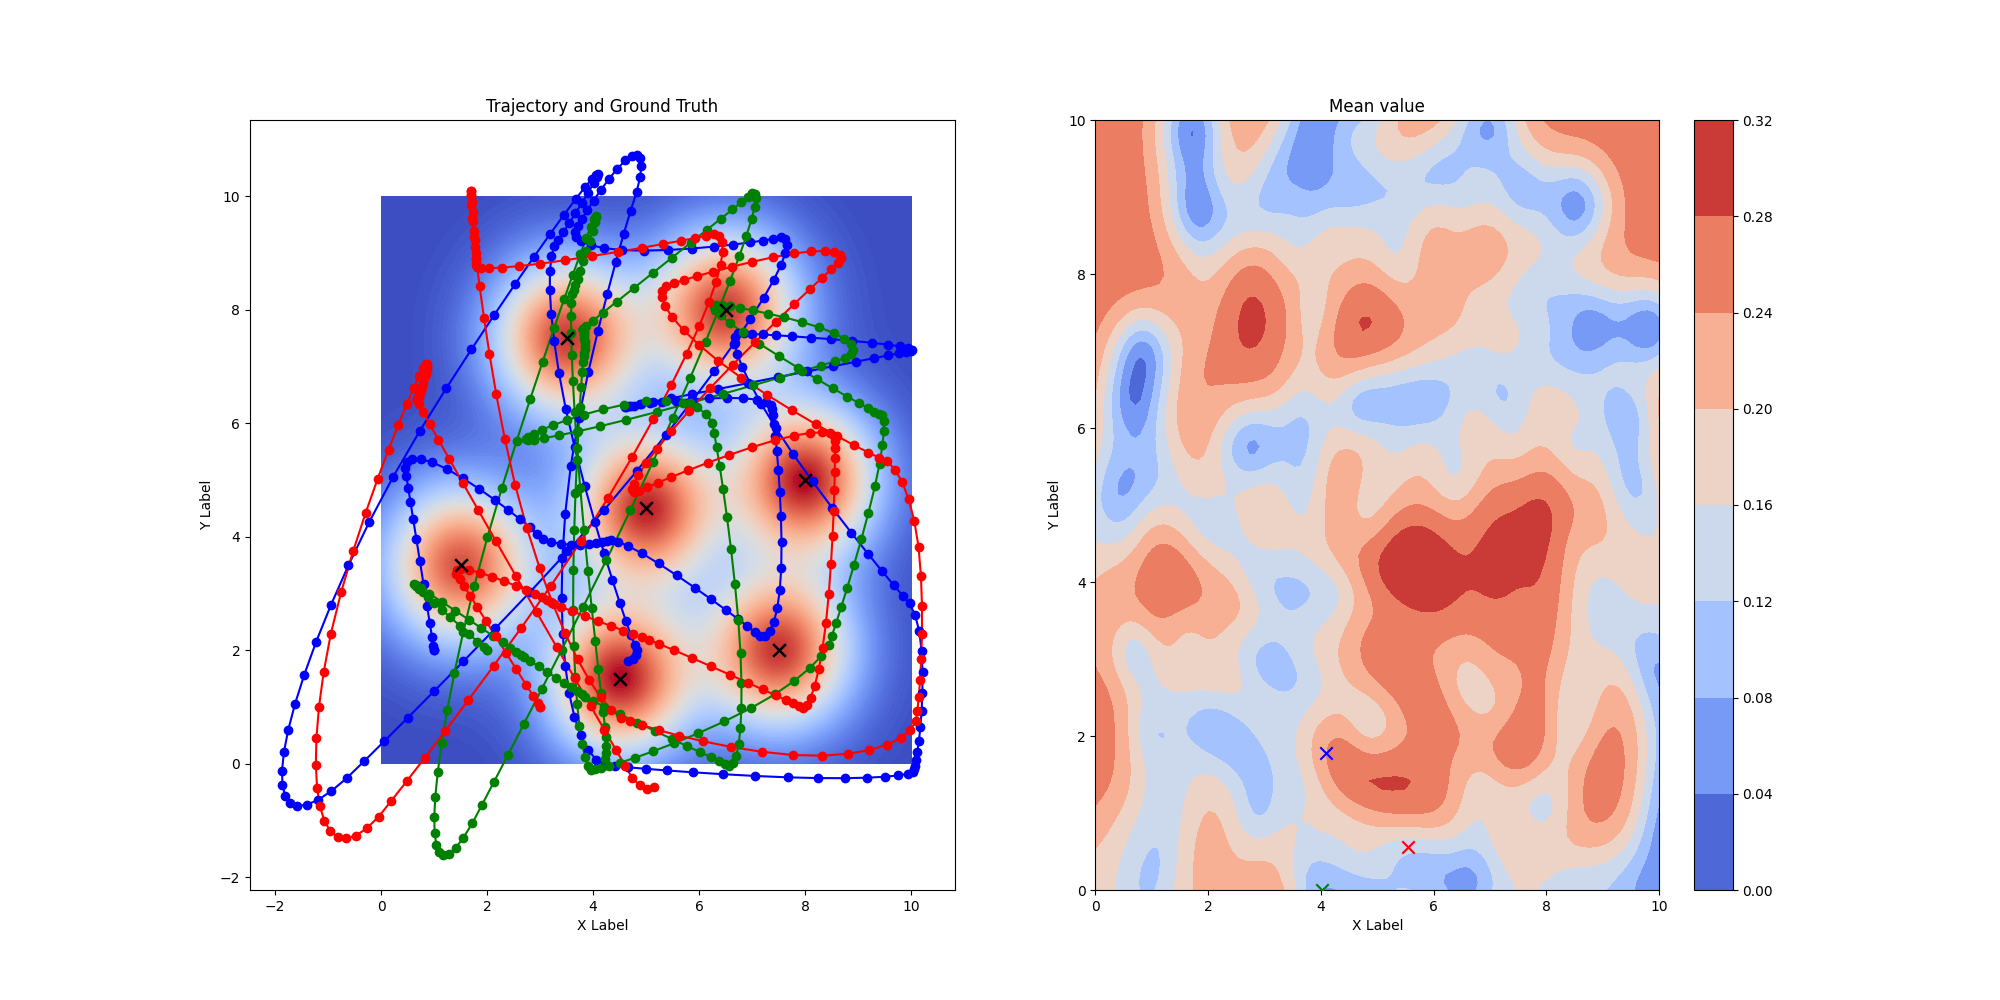 Trajectory and Ground Truth
Y Label
10
8
6
4
2
0
−2
−2 0 2 4 6 8 10
X Label
Mean value
Y Label
10
8
6
4
2
0
0 2 4 6 8 10
X Label
0.32
0.28
0.24
0.20
0.16
0.12
0.08
0.04
0.00